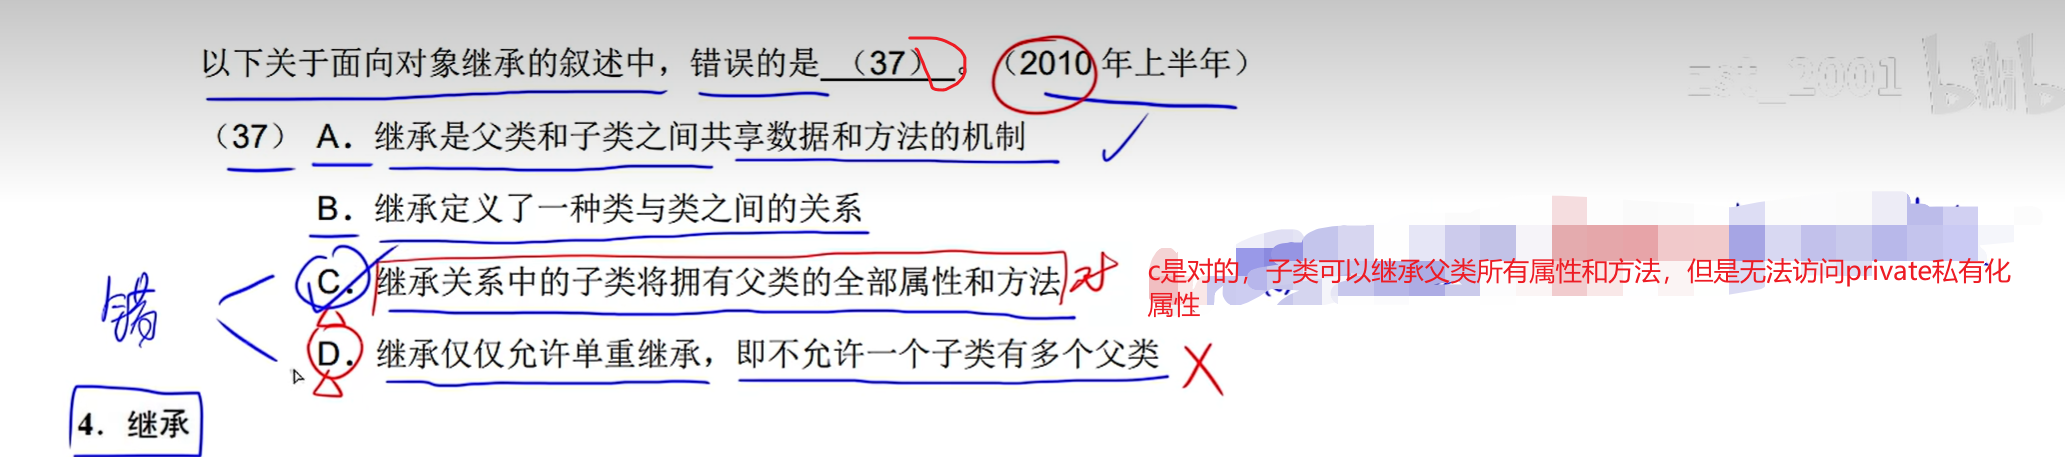 以下关于面向对象继承的叙述中，错误的是 （37） 。（2010 年上半年）
zst_2001 bilib
（37） A． 继承是父类和子类之间共享数据和方法的机制
B． 继承定义了一种类与类之间的关系
C． 继承关系中的子类将拥有父类的全部属性和方法 对
c是对的，子类可以继承父类所有属性和方法，但是无法访问private私有化
属性
错
D． 继承仅仅允许单重继承，即不允许一个子类有多个父类
4．继承